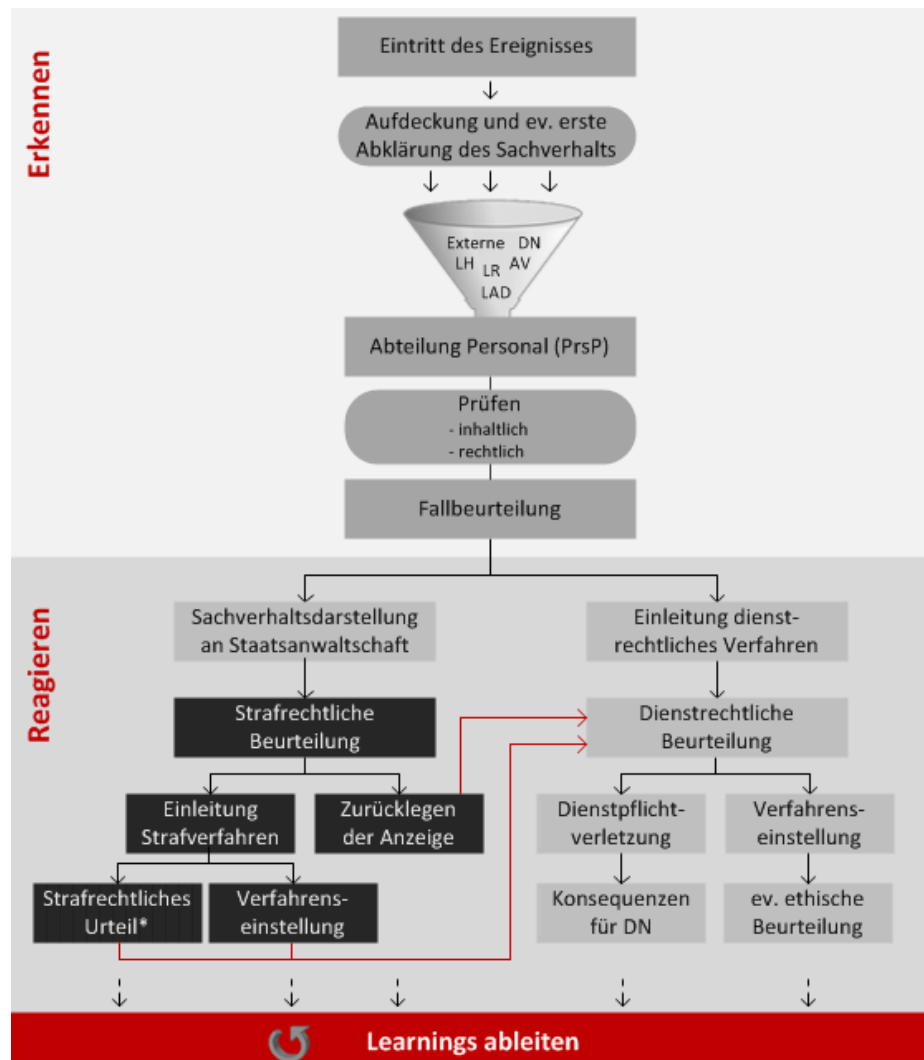 Erkennen
Eintritt des Ereignisses
Aufdeckung und ev. erste
Abklärung des Sachverhalts
Externe DN
LH LR AV
LAD
Abteilung Personal (PrsP)
Prüfen
- inhaltlich
- rechtlich
Fallbeurteilung
Reagieren
Sachverhaltsdarstellung
an Staatsanwaltschaft
Einleitung dienst-
rechtliches Verfahren
Strafrechtliche
Beurteilung
Dienstrechtliche
Beurteilung
Einleitung
Strafverfahren
Zurücklegen
der Anzeige
Dienstpflicht-
verletzung
Verfahrens-
einstellung
Strafrechtliches
Urteil*
Verfahrens-
einstellung
Konsequenzen
für DN
ev. ethische
Beurteilung
Learnings ableiten